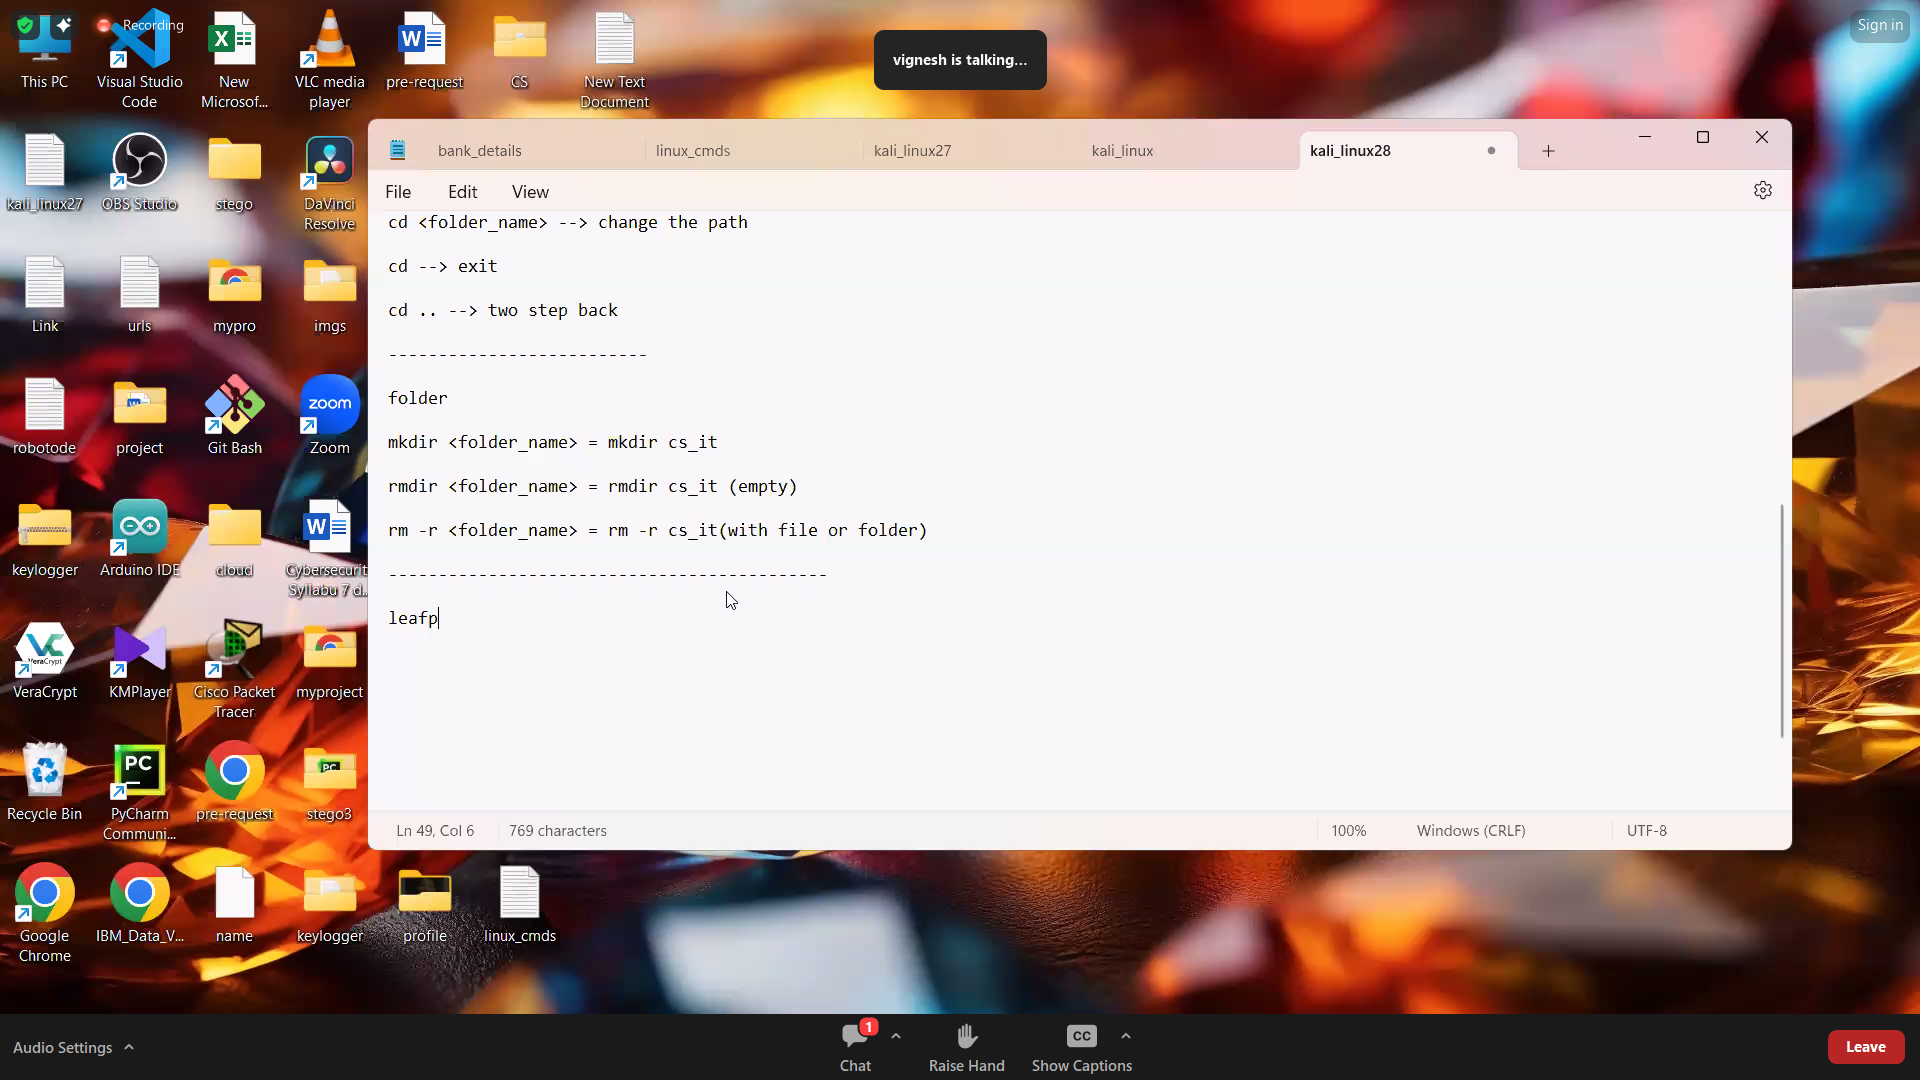 Recording
Sign in
This PC
Visual Studio
Code
New
Microsof...
VLC media
player
pre-request
CS
New Text
Document
vignesh is talking...
bank_details
linux_cmds
kali_linux27
kali_linux
kali_linux28
File
Edit
View
cd <folder_name> --> change the path
cd --> exit
cd .. --> two step back
--------------------------
folder
mkdir <folder_name> = mkdir cs_it
rmdir <folder_name> = rmdir cs_it (empty)
rm -r <folder_name> = rm -r cs_it(with file or folder)
--------------------------------------------
leafp
Ln 49, Col 6
769 characters
100%
Windows (CRLF)
UTF-8
kali_linux27
OBS Studio
stego
DaVinci
Resolve
Link
urls
mypro
imgs
robotode
project
Git Bash
zoom
Zoom
keylogger
Arduino IDE
cloud
Cybersecurit
Syllabu 7 d...
VeraCrypt
VeraCrypt
KMPlayer
Cisco Packet
Tracer
myproject
PC
PC
Recycle Bin
PyCharm
Communi...
pre-request
stego3
Google
Chrome
IBM_Data_V...
name
keylogger
profile
linux_cmds
Audio Settings
1
Chat
Raise Hand
CC
Show Captions
Leave